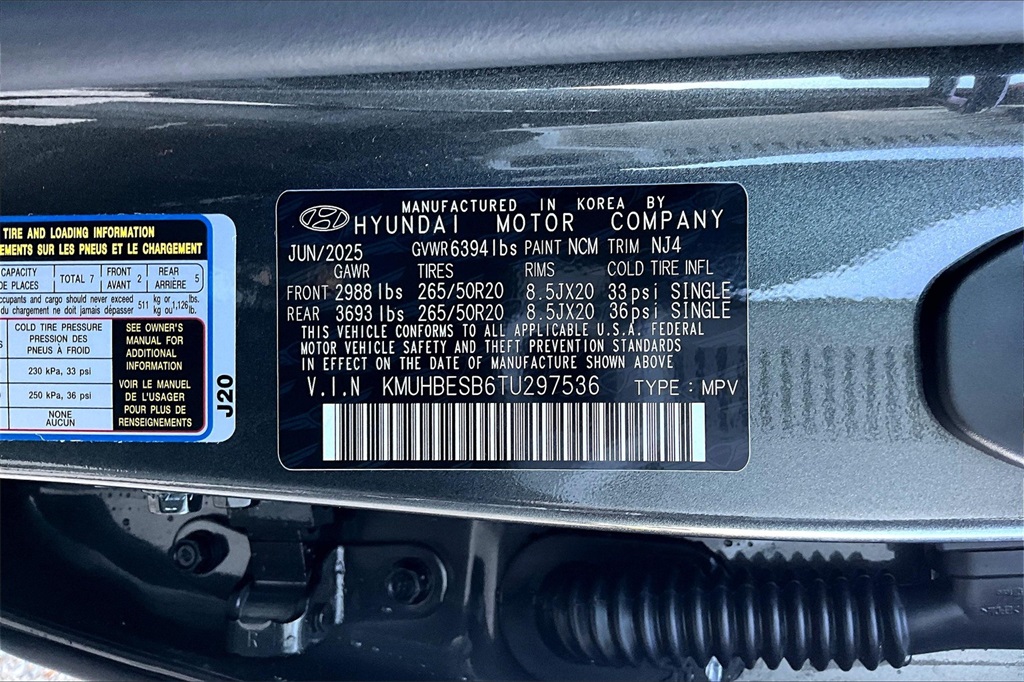 TIRE AND LOADING INFORMATION
SUR LES PNEUS ET LE CHARGEMENT
CAPACITY TOTAL 7 FRONT 2 REAR 5
DE PLACES AVANT ARRIÈRE
occupants and cargo should never exceed 511 kg or 1,126 lbs.
chargement ne doit jamais dépasser kg ou lb.
COLD TIRE PRESSURE
PRESSION DES
PNEUS À FROID
230 kPa, 33 psi
250 kPa, 36 psi
NONE
AUCUN
SEE OWNER'S
MANUAL FOR
ADDITIONAL
INFORMATION
VOIR LE MANUEL
DE L'USAGER
POUR PLUS DE
RENSEIGNEMENTS
J20
MANUFACTURED IN KOREA BY
HYUNDAI MOTOR COMPANY
JUN/2025 GVWR 6394 lbs PAINT NCM TRIM NJ4
GAWR TIRES RIMS COLD TIRE INFL
FRONT 2988 lbs 265/50R20 8.5JX20 33psi SINGLE
REAR 3693 lbs 265/50R20 8.5JX20 36psi SINGLE
THIS VEHICLE CONFORMS TO ALL APPLICABLE U.S.A. FEDERAL
MOTOR VEHICLE SAFETY AND THEFT PREVENTION STANDARDS
IN EFFECT ON THE DATE OF MANUFACTURE SHOWN ABOVE.
V.I.N KMUHBESB6TU297536 TYPE : MPV